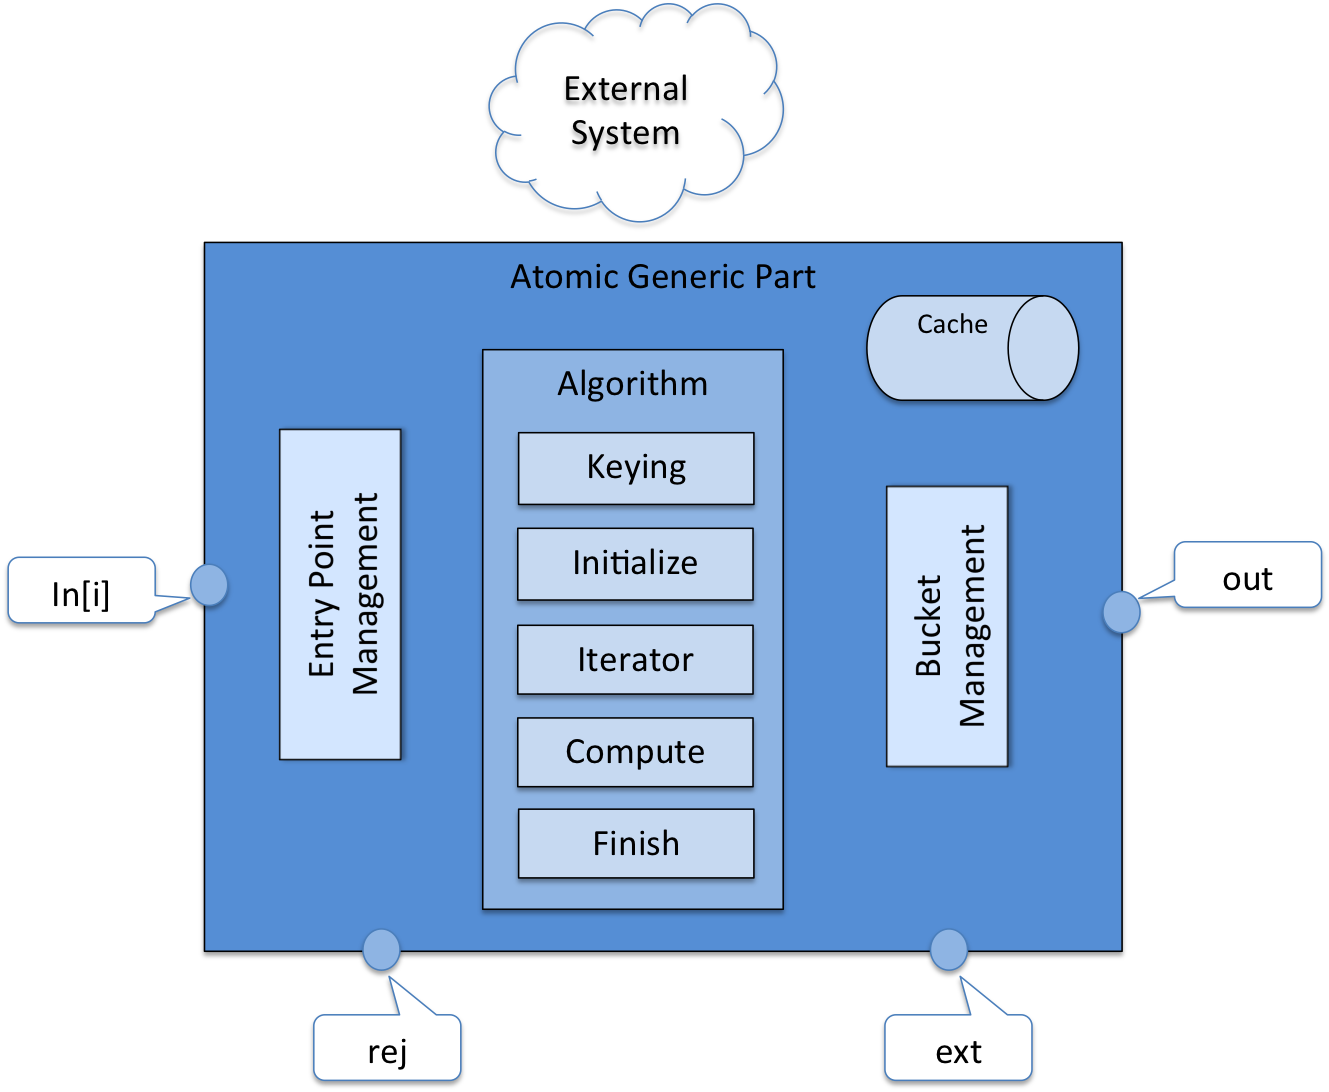 External
System
Atomic Generic Part
Cache
Algorithm
Keying
Initialize
Iterator
Compute
Finish
Entry Point
Management
Bucket
Management
In[i]
out
rej
ext